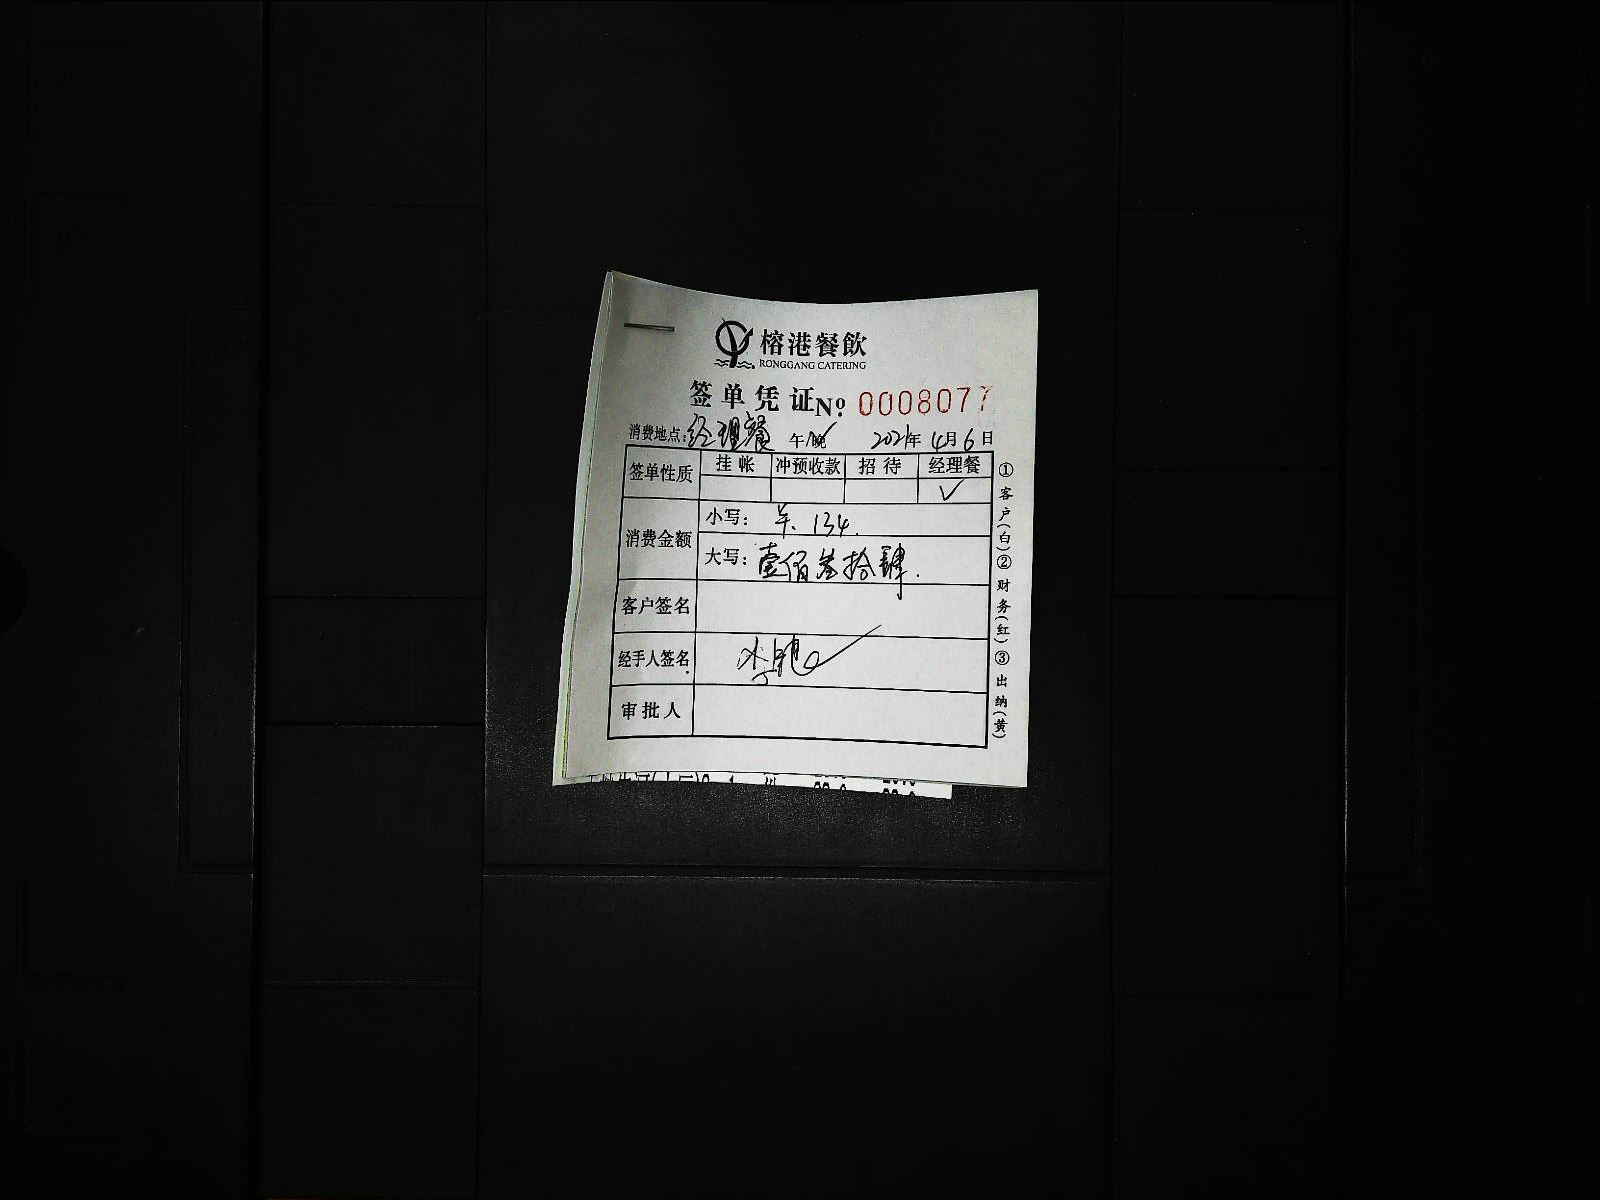 榕港餐飲
RONGGANG CATERING
签单凭证 Nº 0008077
消费地点:经理餐 午/晚✓ 2021年4月6日
签单性质 挂帐 冲预收款 招待 经理餐
✓
消费金额 小写: 羊. 134.
大写: 壹佰叁拾肆.
客户签名
经手人签名
审批人
①客户(白)②财务(红)③出纳(黄)